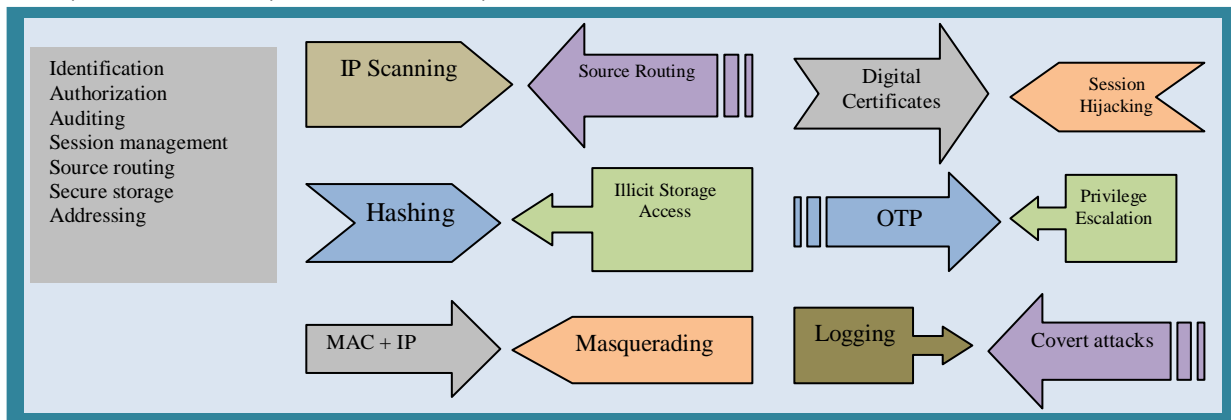 Identification
Authorization
Auditing
Session management
Source routing
Secure storage
Addressing
IP Scanning
Source Routing
Digital
Certificates
Session
Hijacking
Hashing
Illicit Storage
Access
OTP
Privilege
Escalation
MAC + IP
Masquerading
Logging
Covert attacks